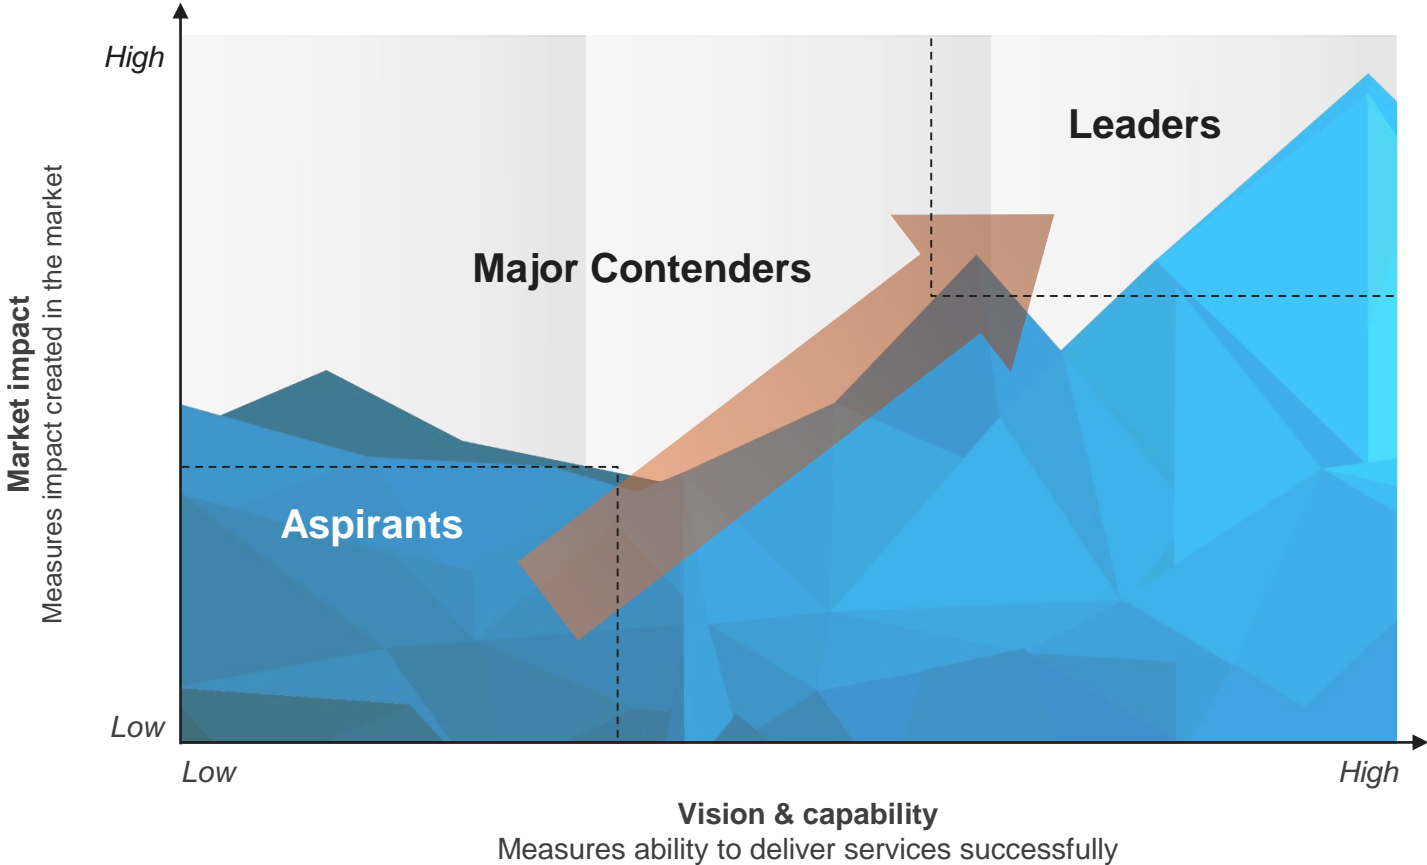 High
Leaders
Major Contenders
Market impact
Measures impact created in the market
Aspirants
Low
Low
High
Vision & capability
Measures ability to deliver services successfully